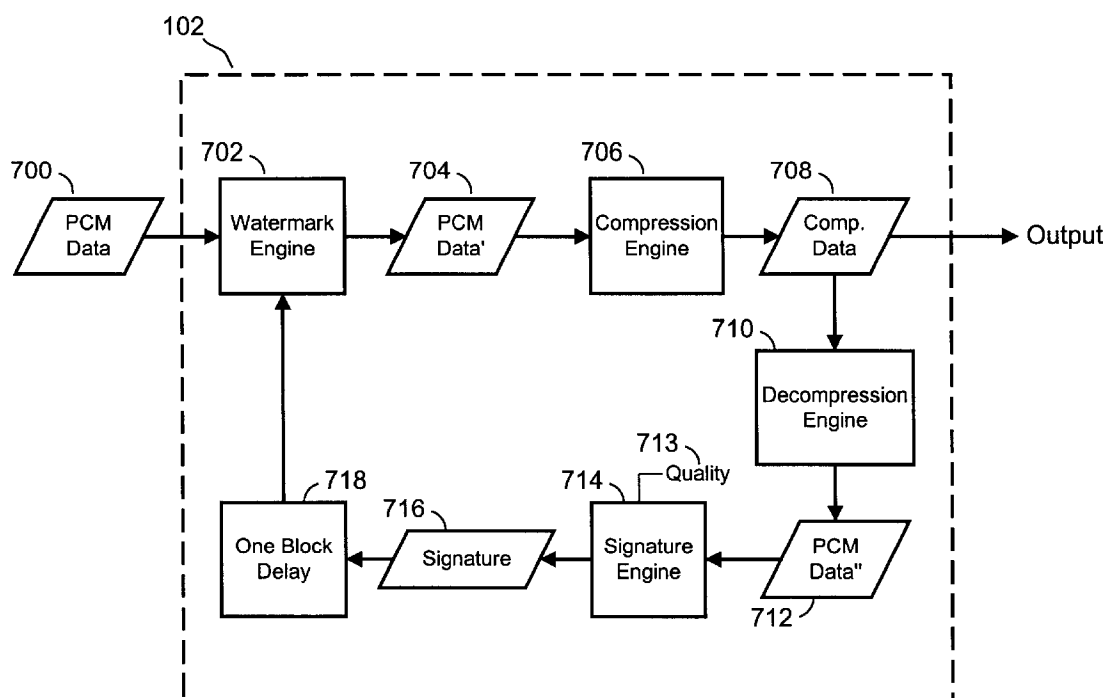 102
700
PCM
Data
702
Watermark
Engine
704
PCM
Data'
706
Compression
Engine
708
Comp.
Data
Output
710
Decompression
Engine
713
Quality
714
Signature
Engine
716
Signature
718
One Block
Delay
PCM
Data"
712